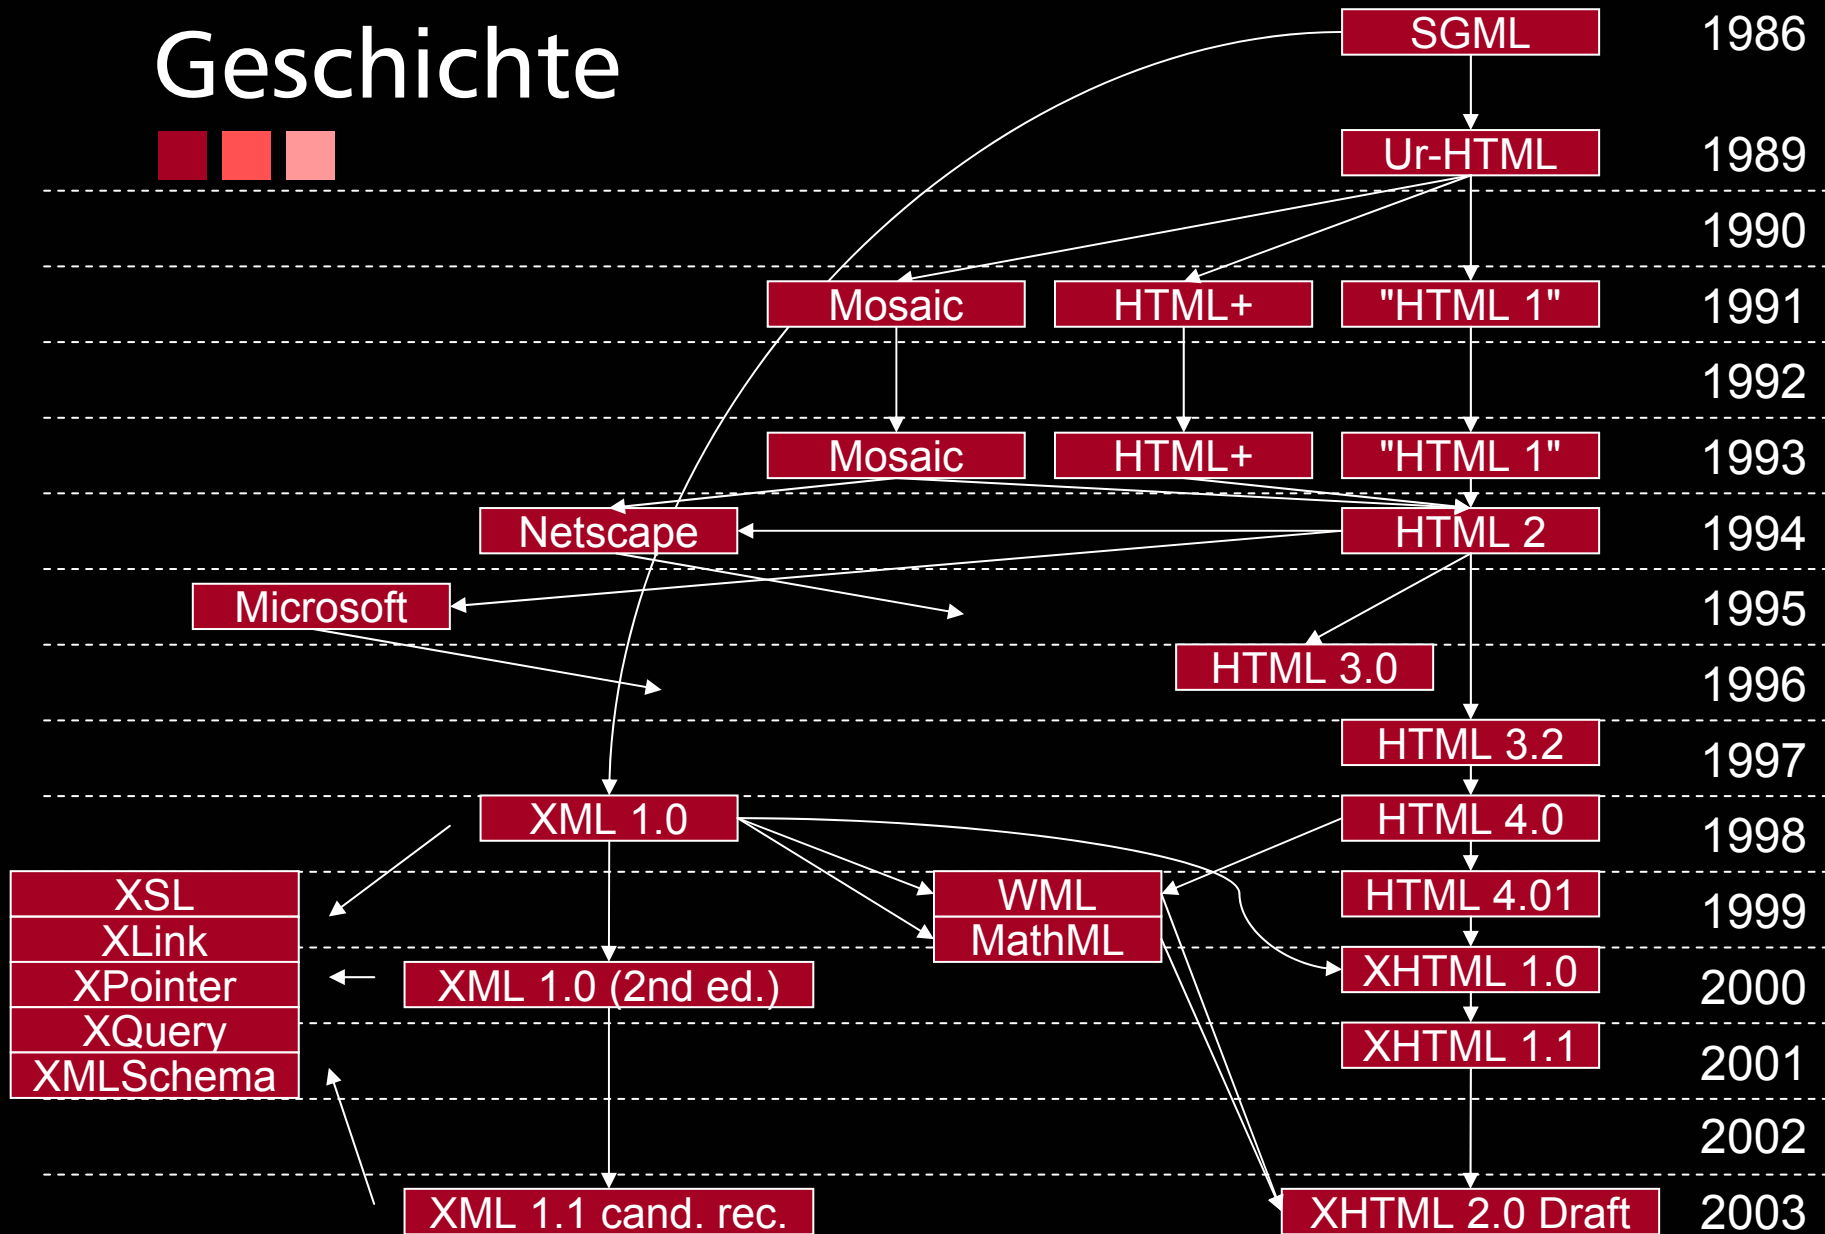 Geschichte
SGML 1986
Ur-HTML 1989
1990
Mosaic HTML+ "HTML 1" 1991
1992
Mosaic HTML+ "HTML 1" 1993
Netscape HTML 2 1994
Microsoft 1995
HTML 3.0 1996
HTML 3.2 1997
XML 1.0 HTML 4.0 1998
XSL WML HTML 4.01 1999
XLink MathML
XPointer XML 1.0 (2nd ed.) XHTML 1.0 2000
XQuery XHTML 1.1
XMLSchema 2001
2002
XML 1.1 cand. rec. XHTML 2.0 Draft 2003